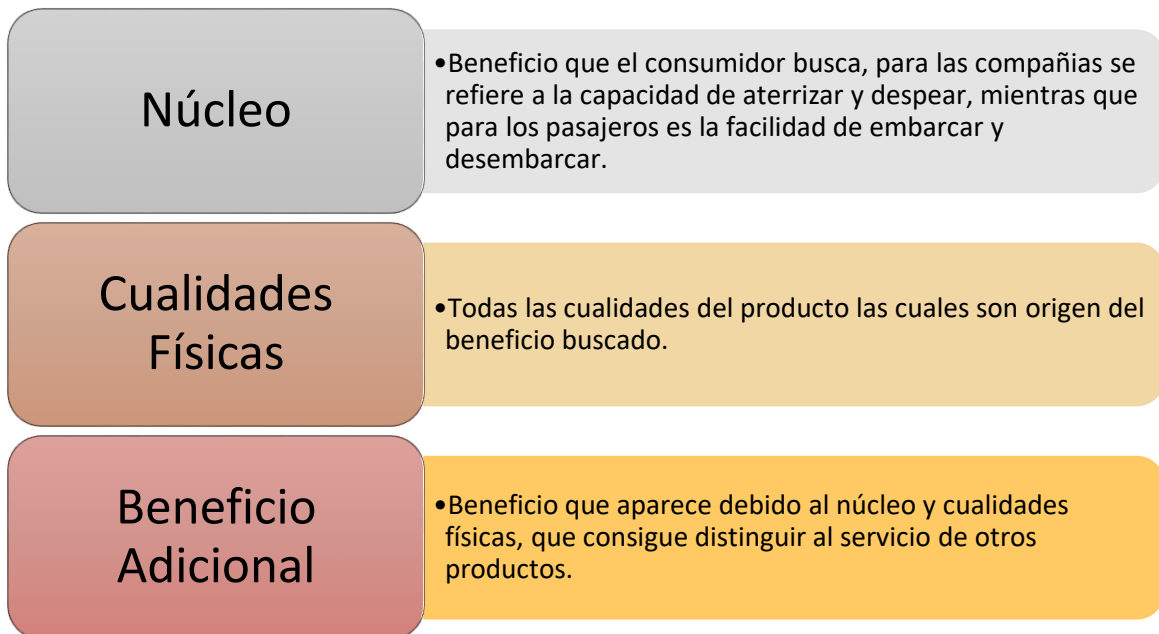 Núcleo
•Beneficio que el consumidor busca, para las compañias se
refiere a la capacidad de aterrizar y despear, mientras que
para los pasajeros es la facilidad de embarcar y
desembarcar.
Cualidades
Físicas
•Todas las cualidades del producto las cuales son origen del
beneficio buscado.
Beneficio
Adicional
•Beneficio que aparece debido al núcleo y cualidades
físicas, que consigue distinguir al servicio de otros
productos.